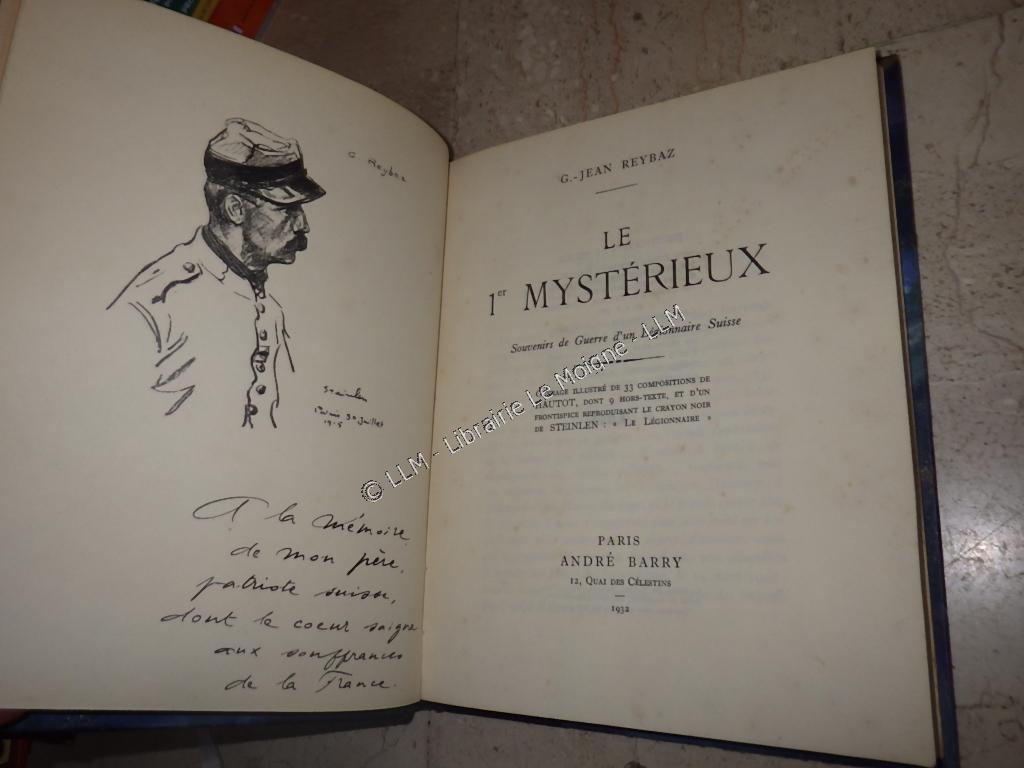 G Reybaz
Steinlen
30 Juillet
1915
A la mémoire
de mon père,
patriote suisse,
dont le coeur saigna
aux souffrances
de la France.
G.-JEAN REYBAZ
LE
1er MYSTÉRIEUX
Souvenirs de Guerre d'un Légionnaire Suisse
OUVRAGE ILLUSTRÉ DE 33 COMPOSITIONS DE
HAUTOT, DONT 9 HORS-TEXTE, ET D'UN
FRONTISPICE REPRODUISANT LE CRAYON NOIR
DE STEINLEN : « LE LÉGIONNAIRE »
PARIS
ANDRÉ BARRY
12, QUAI DES CÉLESTINS
1932
© LLM - Librairie Le Moigne - LLM